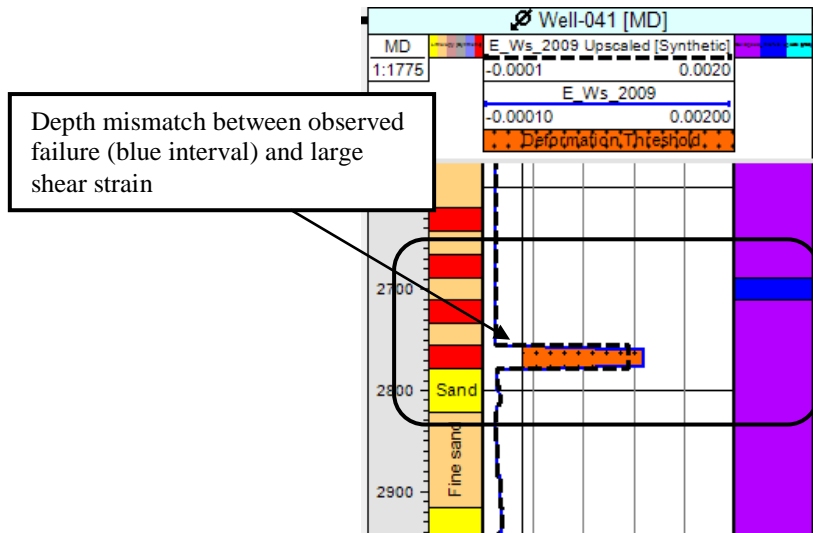 Well-041 [MD]
MD
E_Ws_2009 Upscaled [Synthetic]
1:1775
-0.0001 0.0020
E_Ws_2009
-0.00010 0.00200
Deformation Threshold
Depth mismatch between observed
failure (blue interval) and large
shear strain
2700
2800
Sand
Fine sand
2900